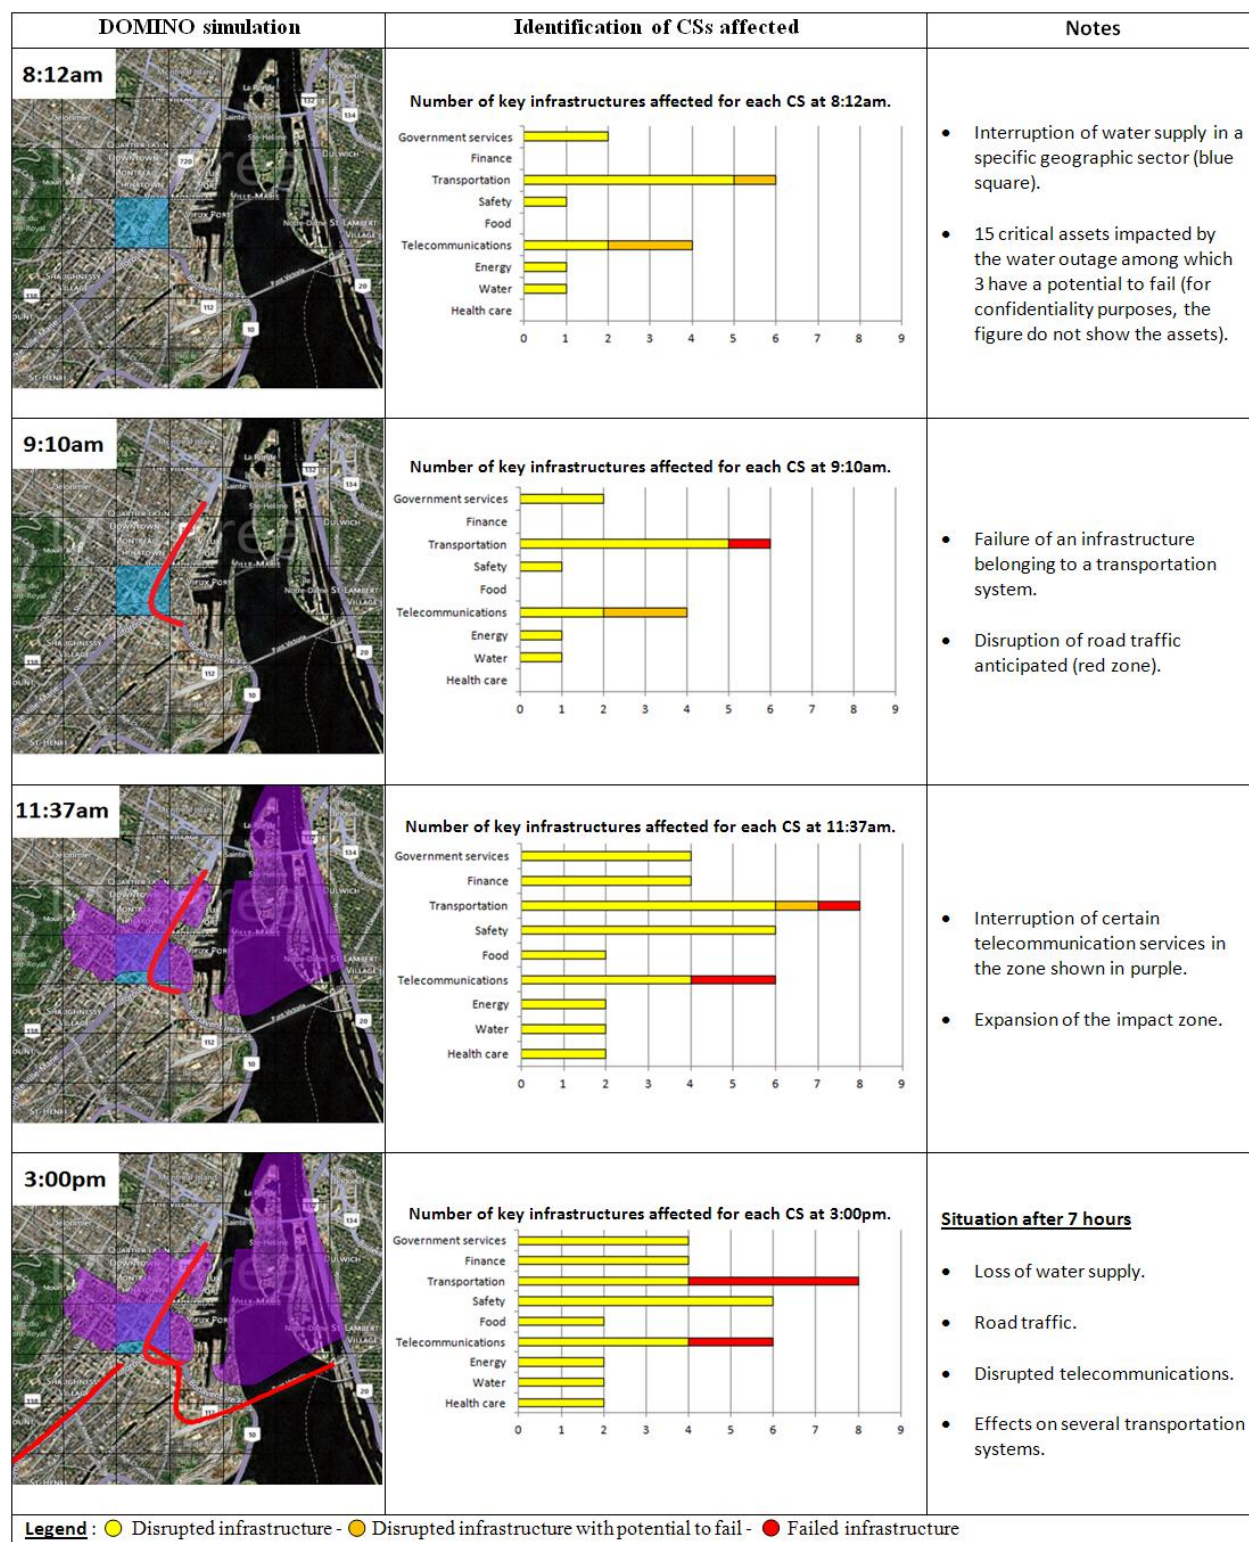 DOMINO simulation
Identification of CSs affected
Notes
8:12am
Number of key infrastructures affected for each CS at 8:12am.
Government services
Finance
Transportation
Safety
Food
Telecommunications
Energy
Water
Health care
0 1 2 3 4 5 6 7 8 9
• Interruption of water supply in a
specific geographic sector (blue
square).
• 15 critical assets impacted by
the water outage among which
3 have a potential to fail (for
confidentiality purposes, the
figure do not show the assets).
9:10am
Number of key infrastructures affected for each CS at 9:10am.
Government services
Finance
Transportation
Safety
Food
Telecommunications
Energy
Water
Health care
0 1 2 3 4 5 6 7 8 9
• Failure of an infrastructure
belonging to a transportation
system.
• Disruption of road traffic
anticipated (red zone).
11:37am
Number of key infrastructures affected for each CS at 11:37am.
Government services
Finance
Transportation
Safety
Food
Telecommunications
Energy
Water
Health care
0 1 2 3 4 5 6 7 8 9
• Interruption of certain
telecommunication services in
the zone shown in purple.
• Expansion of the impact zone.
3:00pm
Number of key infrastructures affected for each CS at 3:00pm.
Government services
Finance
Transportation
Safety
Food
Telecommunications
Energy
Water
Health care
0 1 2 3 4 5 6 7 8 9
Situation after 7 hours
• Loss of water supply.
• Road traffic.
• Disrupted telecommunications.
• Effects on several transportation
systems.
Legend : Disrupted infrastructure - Disrupted infrastructure with potential to fail - Failed infrastructure